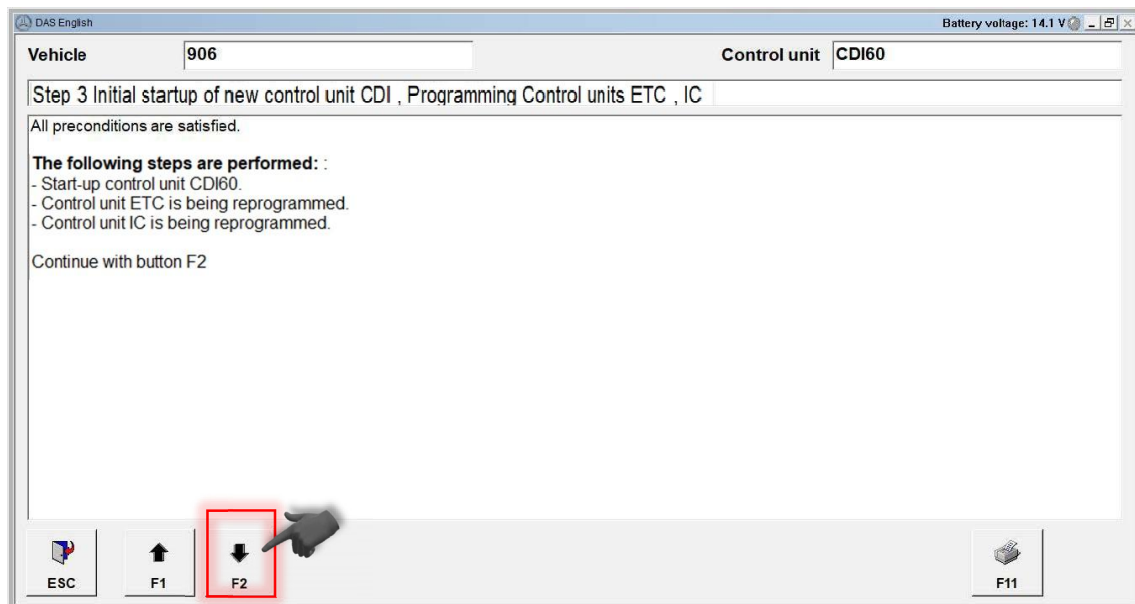 DAS English Battery voltage: 14.1 V
Vehicle 906 Control unit CDI60
Step 3 Initial startup of new control unit CDI , Programming Control units ETC , IC
All preconditions are satisfied.
The following steps are performed: :
- Start-up control unit CDI60.
- Control unit ETC is being reprogrammed.
- Control unit IC is being reprogrammed.
Continue with button F2
ESC F1 F2 F11